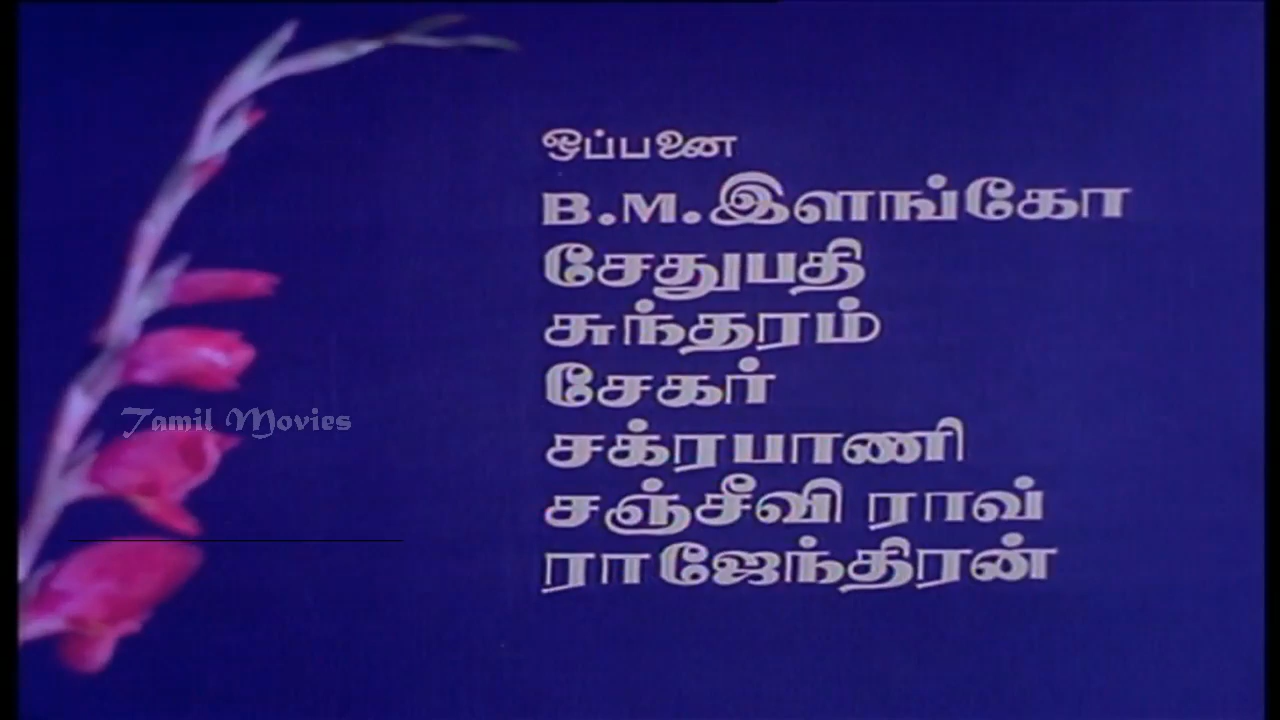 ஒப்பனை
B.M.இளங்கோ
சேதுபதி
சுந்தரம்
சேகர்
சக்ரபாணி
சஞ்சீவி ராவ்
ராஜேந்திரன்
Tamil Movies